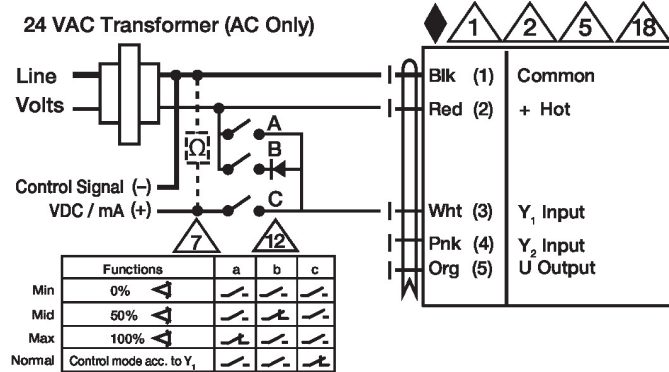 24 VAC Transformer (AC Only)
1 2 5 18
Line
Volts
Blk (1) Common
Red (2) + Hot
A
B
C
Ω
Control Signal (–)
VDC / mA (+)
Wht (3) Y1 Input
Pnk (4) Y2 Input
Org (5) U Output
7
12
Functions a b c
Min 0%
Mid 50%
Max 100%
Normal Control mode acc. to Y1